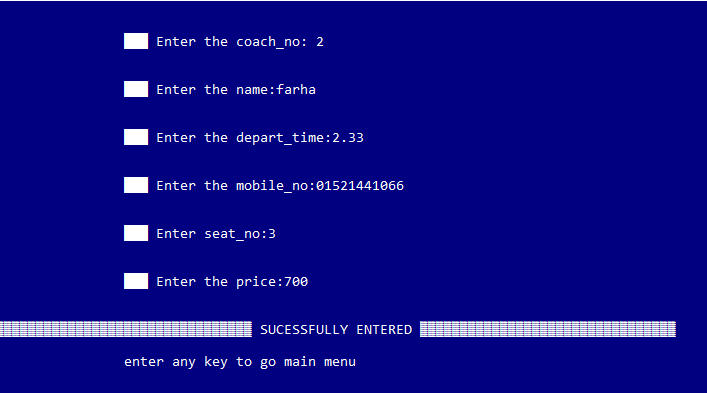 Enter the coach_no: 2
Enter the name:farha
Enter the depart_time:2.33
Enter the mobile_no:01521441066
Enter seat_no:3
Enter the price:700
SUCESSFULLY ENTERED
enter any key to go main menu